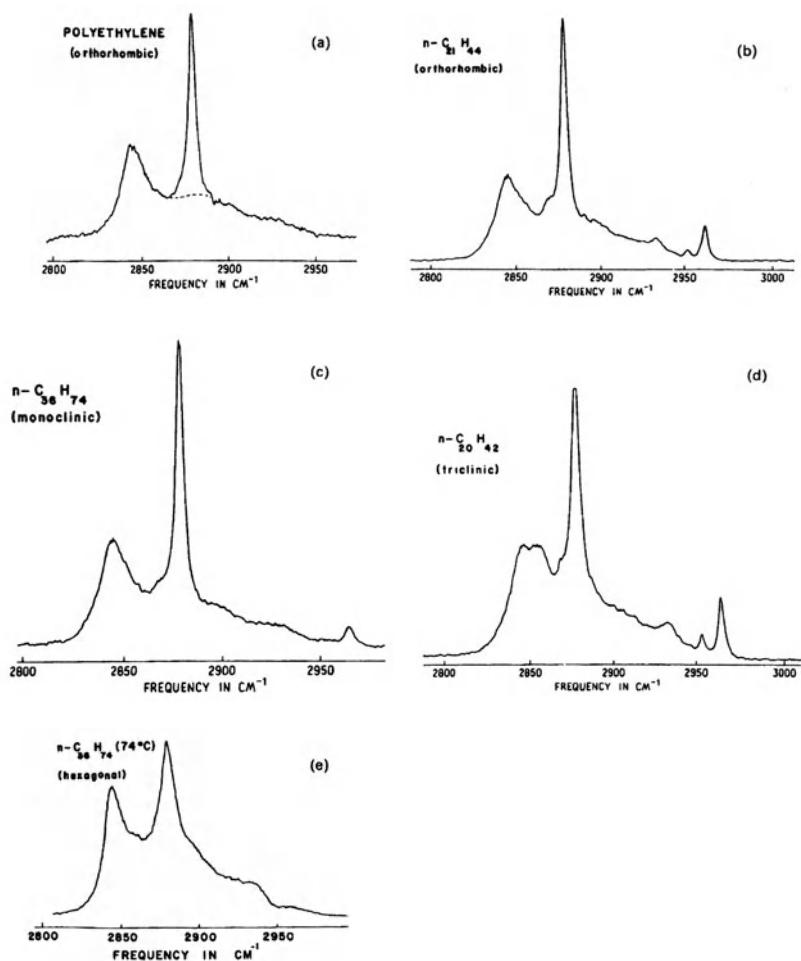 POLYETHYLENE
(orthorhombic)
(a)
2800 2850 2900 2950
FREQUENCY IN CM-1
n-C21H44
(orthorhombic)
(b)
2800 2850 2900 2950 3000
FREQUENCY IN CM-1
n-C36H74
(monoclinic)
(c)
2800 2850 2900 2950
FREQUENCY IN CM-1
n-C20H42
(triclinic)
(d)
2800 2850 2900 2950 3000
FREQUENCY IN CM-1
n-C36H74 (74°C)
(hexagonal)
(e)
2800 2850 2900 2950
FREQUENCY IN CM-1